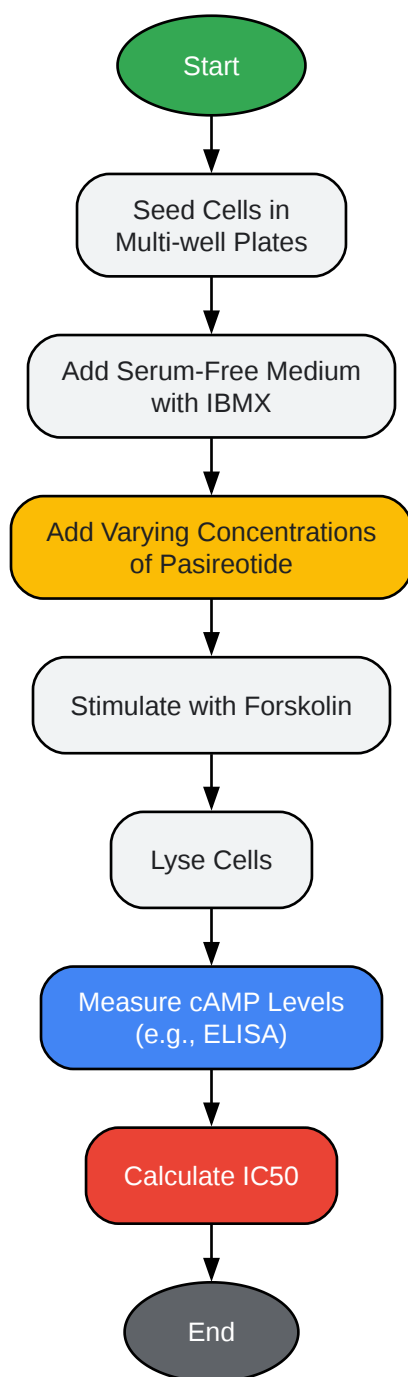 Start
Seed Cells in
Multi-well Plates
Add Serum-Free Medium
with IBMX
Add Varying Concentrations
of Pasireotide
Stimulate with Forskolin
Lyse Cells
Measure cAMP Levels
(e.g., ELISA)
Calculate IC50
End